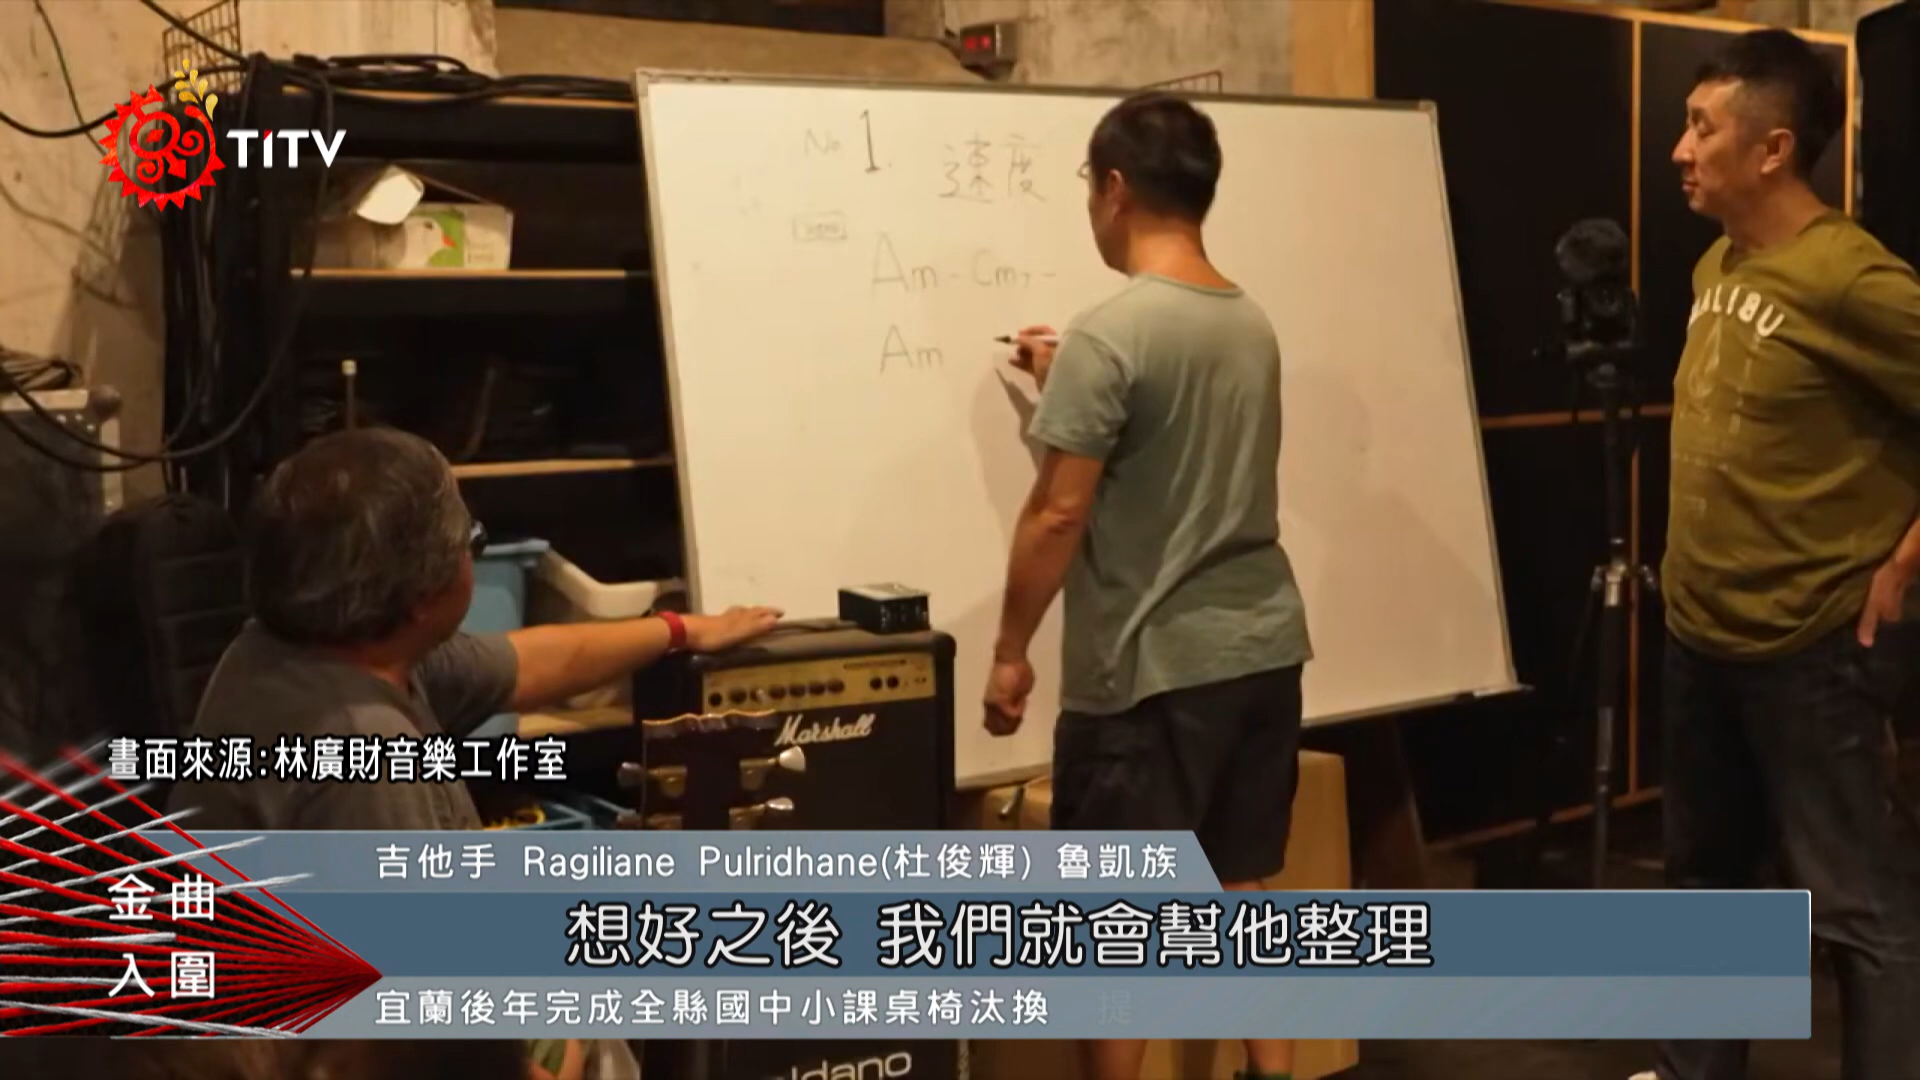 TITV
No 1. 速度
Am - Cm7 -
Am
MALIBU
Marshall
畫面來源:林廣財音樂工作室
吉他手 Ragiliane Pulridhane(杜俊輝) 魯凱族
金曲
入圍
想好之後 我們就會幫他整理
宜蘭後年完成全縣國中小課桌椅汰換 提
ldano